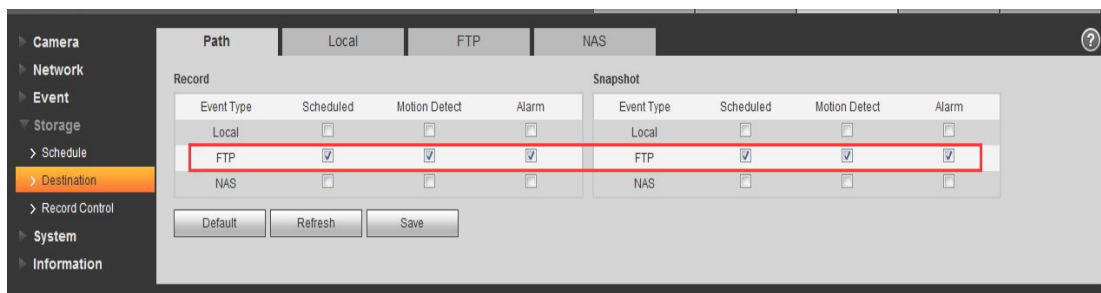 Camera
Network
Event
Storage
Schedule
Destination
Record Control
System
Information
Path Local FTP NAS
?
Record
Event Type Scheduled Motion Detect Alarm
Local
FTP
NAS
Snapshot
Event Type Scheduled Motion Detect Alarm
Local
FTP
NAS
Default Refresh Save